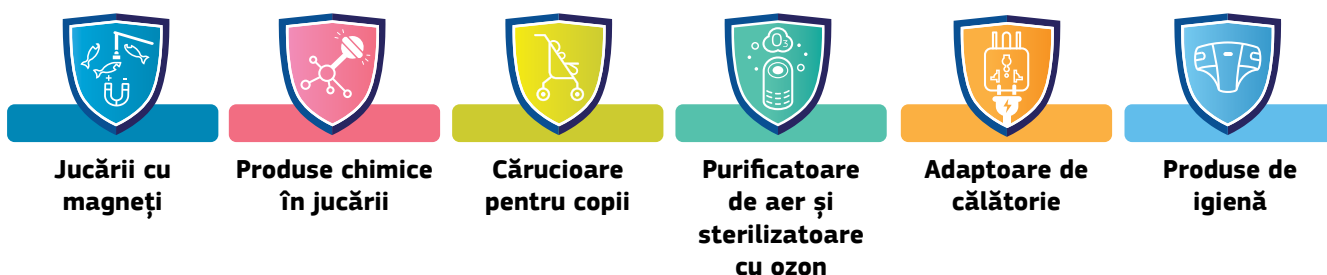 Jucării cu
magneți
Produse chimice
în jucării
Cărucioare
pentru copii
O₃
Purificatoare
de aer și
sterilizatoare
cu ozon
Adaptoare de
călătorie
Produse de
igienă